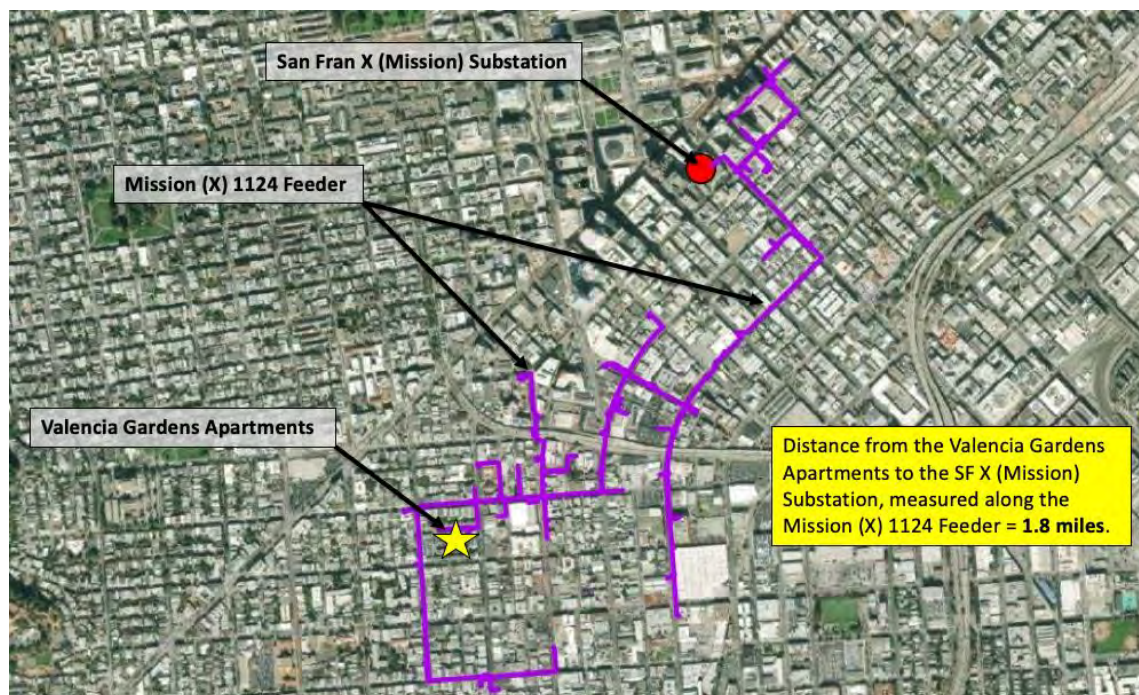 San Fran X (Mission) Substation
Mission (X) 1124 Feeder
Valencia Gardens Apartments
Distance from the Valencia Gardens
Apartments to the SF X (Mission)
Substation, measured along the
Mission (X) 1124 Feeder = 1.8 miles.